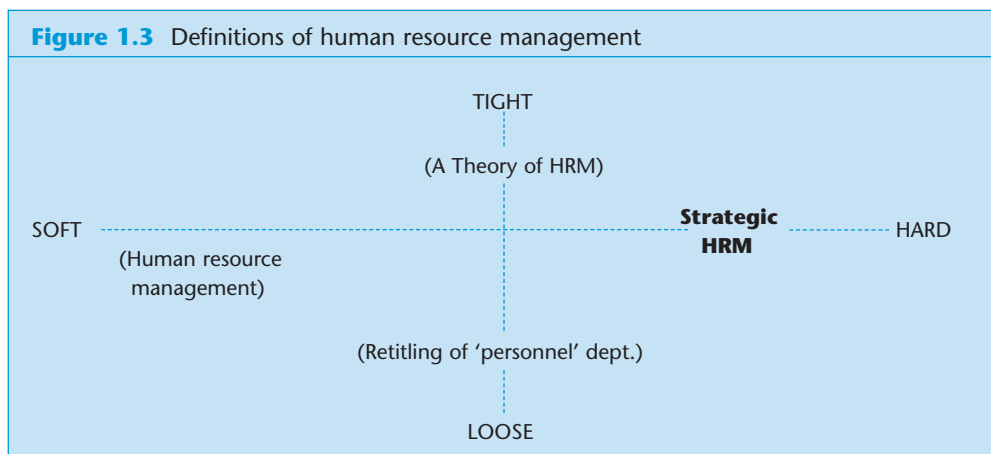 Figure 1.3 Definitions of human resource management
TIGHT
(A Theory of HRM)
SOFT
Strategic
HRM
HARD
(Human resource
management)
(Retitling of ‘personnel’ dept.)
LOOSE